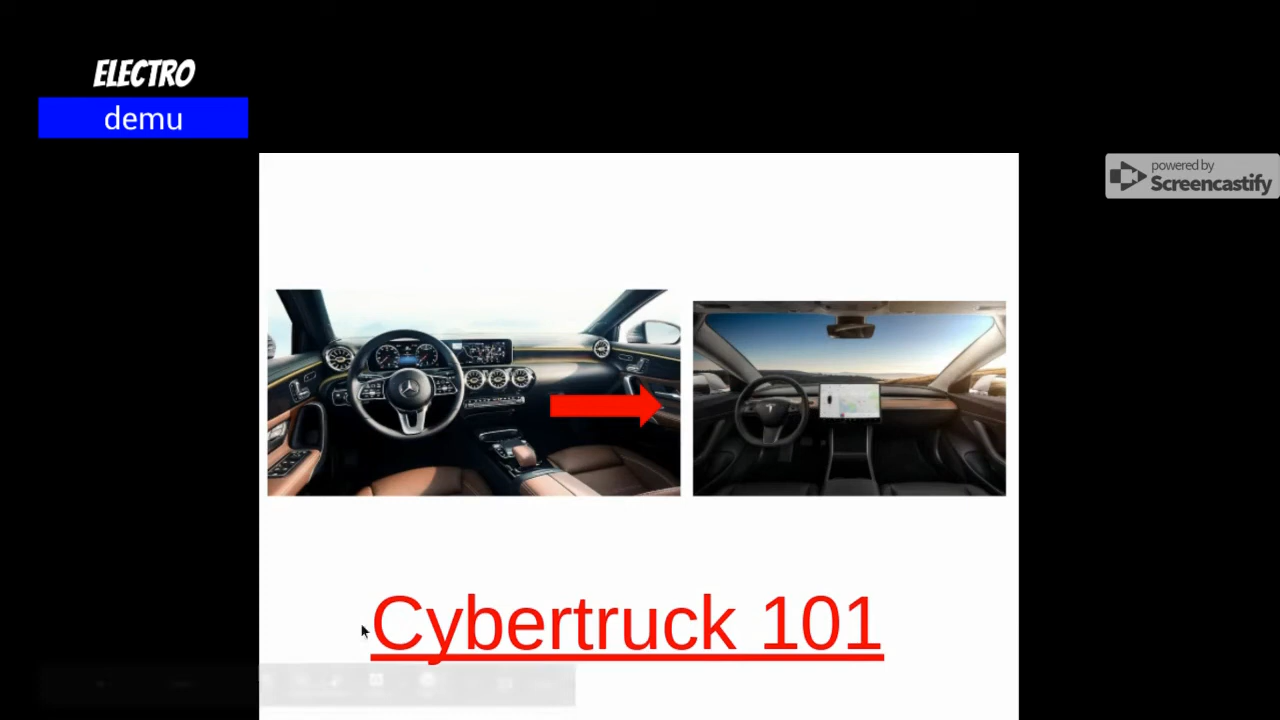 ELECTRO
demu
powered by
Screencastify
Cybertruck 101